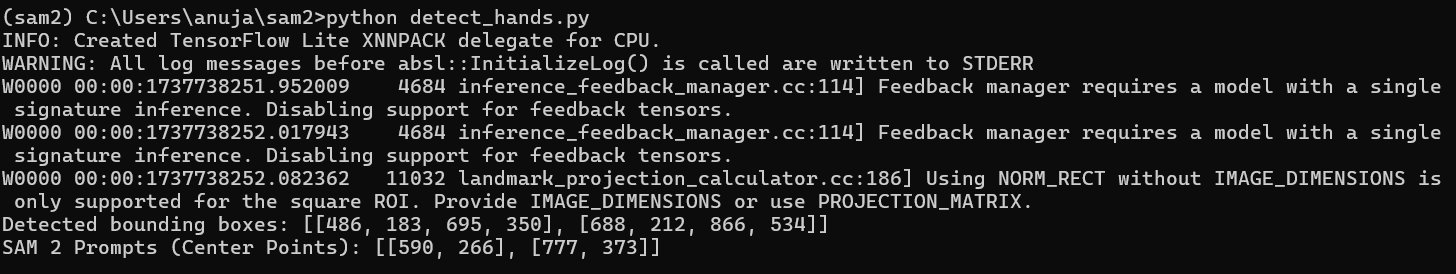 (sam2) C:\Users\anuja\sam2>python detect_hands.py
INFO: Created TensorFlow Lite XNNPACK delegate for CPU.
WARNING: All log messages before absl::InitializeLog() is called are written to STDERR
W0000 00:00:1737738251.952009    4684 inference_feedback_manager.cc:114] Feedback manager requires a model with a single
 signature inference. Disabling support for feedback tensors.
W0000 00:00:1737738252.017943    4684 inference_feedback_manager.cc:114] Feedback manager requires a model with a single
 signature inference. Disabling support for feedback tensors.
W0000 00:00:1737738252.082362   11032 landmark_projection_calculator.cc:186] Using NORM_RECT without IMAGE_DIMENSIONS is
 only supported for the square ROI. Provide IMAGE_DIMENSIONS or use PROJECTION_MATRIX.
Detected bounding boxes: [[486, 183, 695, 350], [688, 212, 866, 534]]
SAM 2 Prompts (Center Points): [[590, 266], [777, 373]]